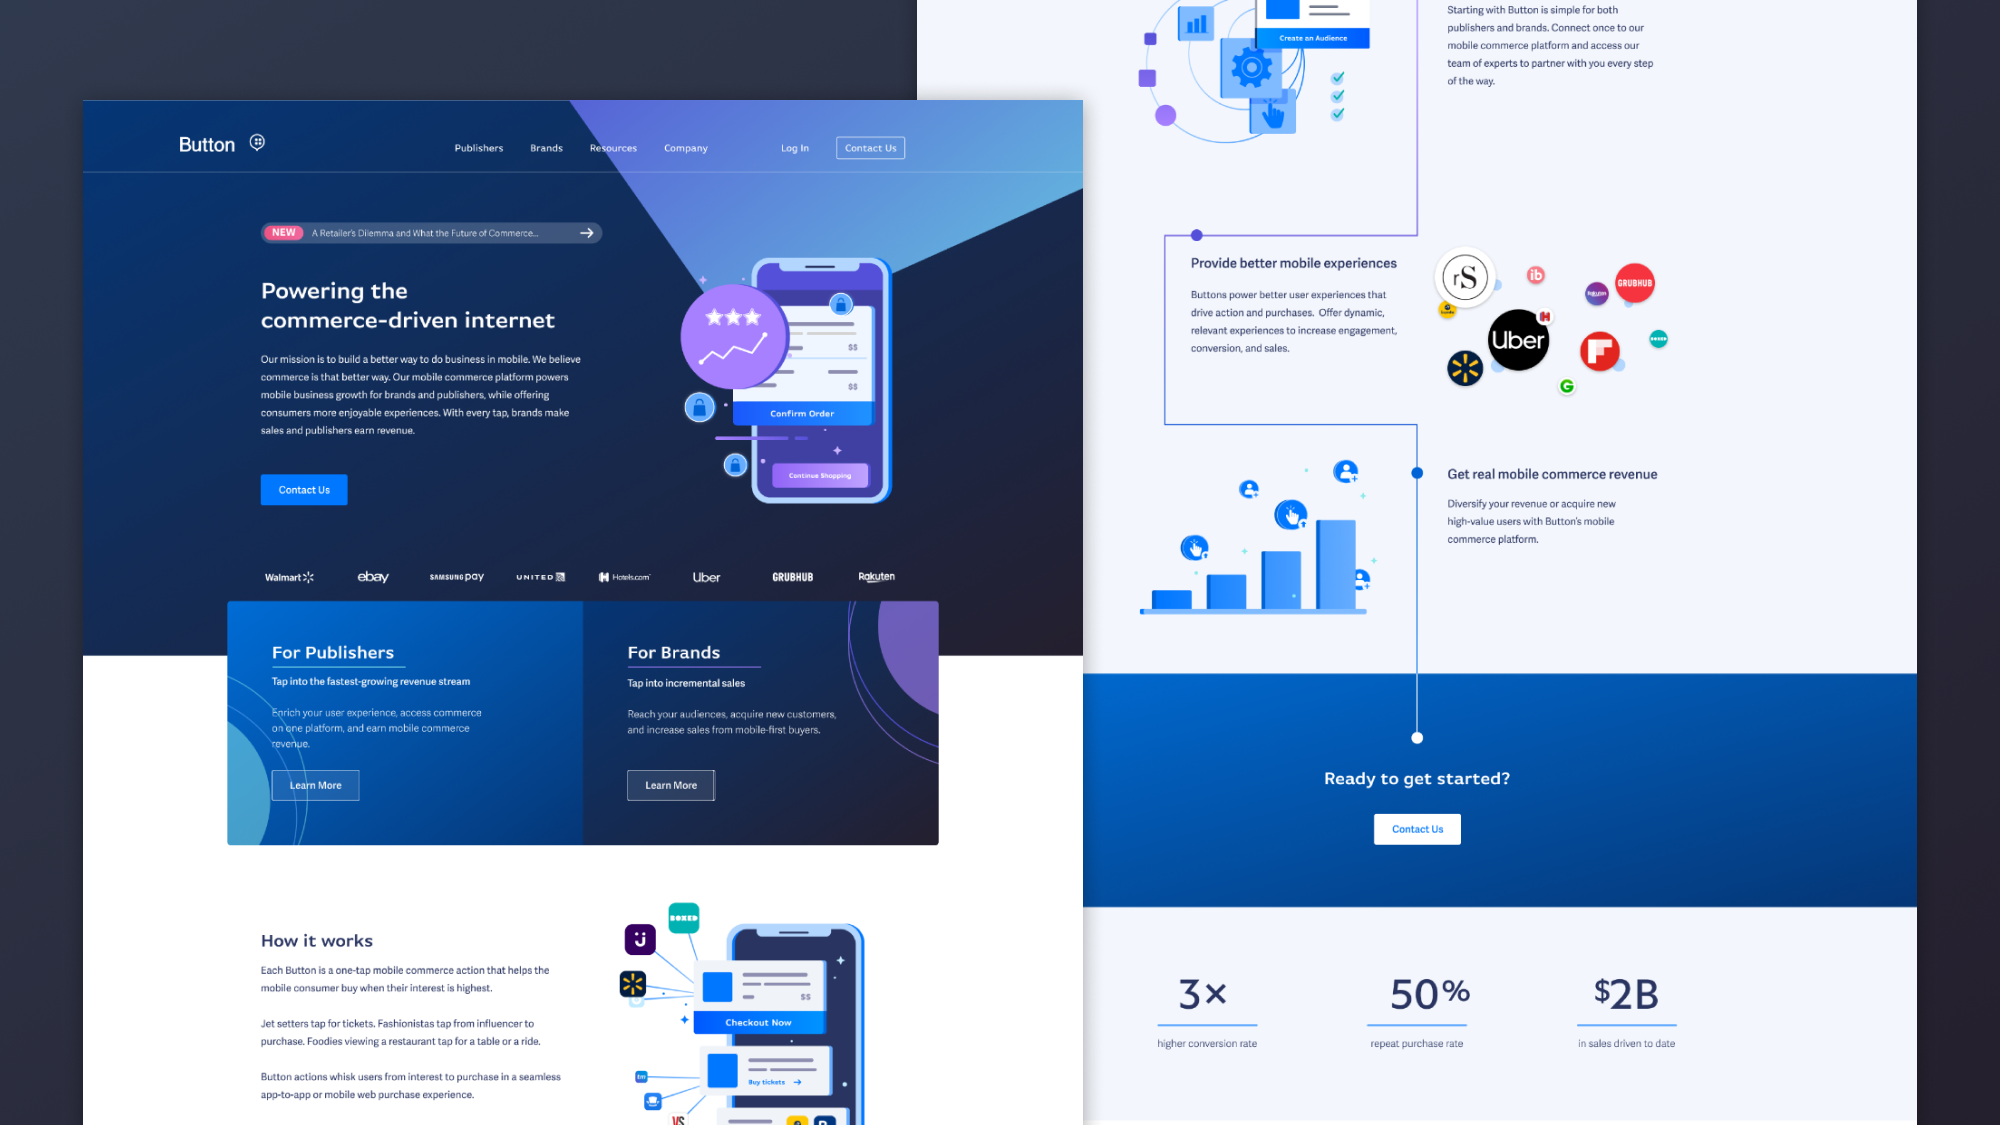 Button
Publishers
Brands
Resources
Company
Log In
Contact Us
NEW
A Retailer's Dilemma and What the Future of Commerce...
Powering the
commerce-driven internet
Our mission is to build a better way to do business in mobile. We believe
commerce is that better way. Our mobile commerce platform powers
mobile business growth for brands and publishers, while offering
consumers more enjoyable experiences. With every tap, brands make
sales and publishers earn revenue.
Contact Us
$$
$$
Confirm Order
Continue Shopping
Walmart
ebay
SAMSUNG pay
UNITED
Hotels.com
Uber
GRUBHUB
Rakuten
For Publishers
Tap into the fastest-growing revenue stream
Enrich your user experience, access commerce
on one platform, and earn mobile commerce
revenue.
Learn More
For Brands
Tap into incremental sales
Reach your audiences, acquire new customers,
and increase sales from mobile-first buyers.
Learn More
How it works
Each Button is a one-tap mobile commerce action that helps the
mobile consumer buy when their interest is highest.
Jet setters tap for tickets. Fashionistas tap from influencer to
purchase. Foodies viewing a restaurant tap for a table or a ride.
Button actions whisk users from interest to purchase in a seamless
app-to-app or mobile web purchase experience.
BOXED
$$
Checkout Now
Buy tickets
tm
VS
Create an Audience
Starting with Button is simple for both
publishers and brands. Connect once to our
mobile commerce platform and access our
team of experts to partner with you every step
of the way.
Provide better mobile experiences
Buttons power better user experiences that
drive action and purchases.  Offer dynamic,
relevant experiences to increase engagement,
conversion, and sales.
rS
ib
Rakuten
GRUBHUB
H
Uber
BOXED
G
Get real mobile commerce revenue
Diversify your revenue or acquire new
high-value users with Button's mobile
commerce platform.
Ready to get started?
Contact Us
3×
higher conversion rate
50%
repeat purchase rate
$2B
in sales driven to date